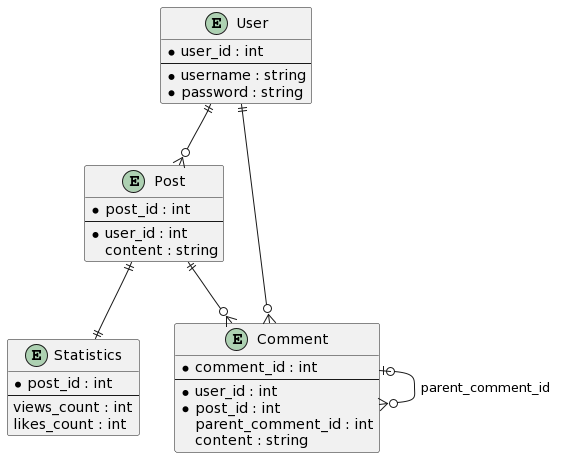 E User
* user_id : int
* username : string
* password : string
E Post
* post_id : int
* user_id : int
content : string
E Statistics
* post_id : int
views_count : int
likes_count : int
E Comment
* comment_id : int
* user_id : int
* post_id : int
parent_comment_id : int
content : string
parent_comment_id